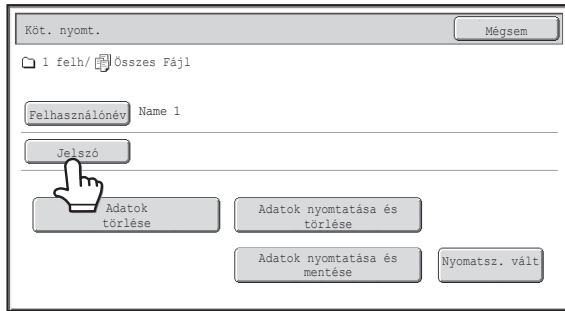 Köt. nyomt.
Mégsem
1 felh/ Összes Fájl
Felhasználónév Name 1
Jelszó
Adatok
törlése
Adatok nyomtatása és
törlése
Adatok nyomtatása és
mentése
Nyomatsz. vált